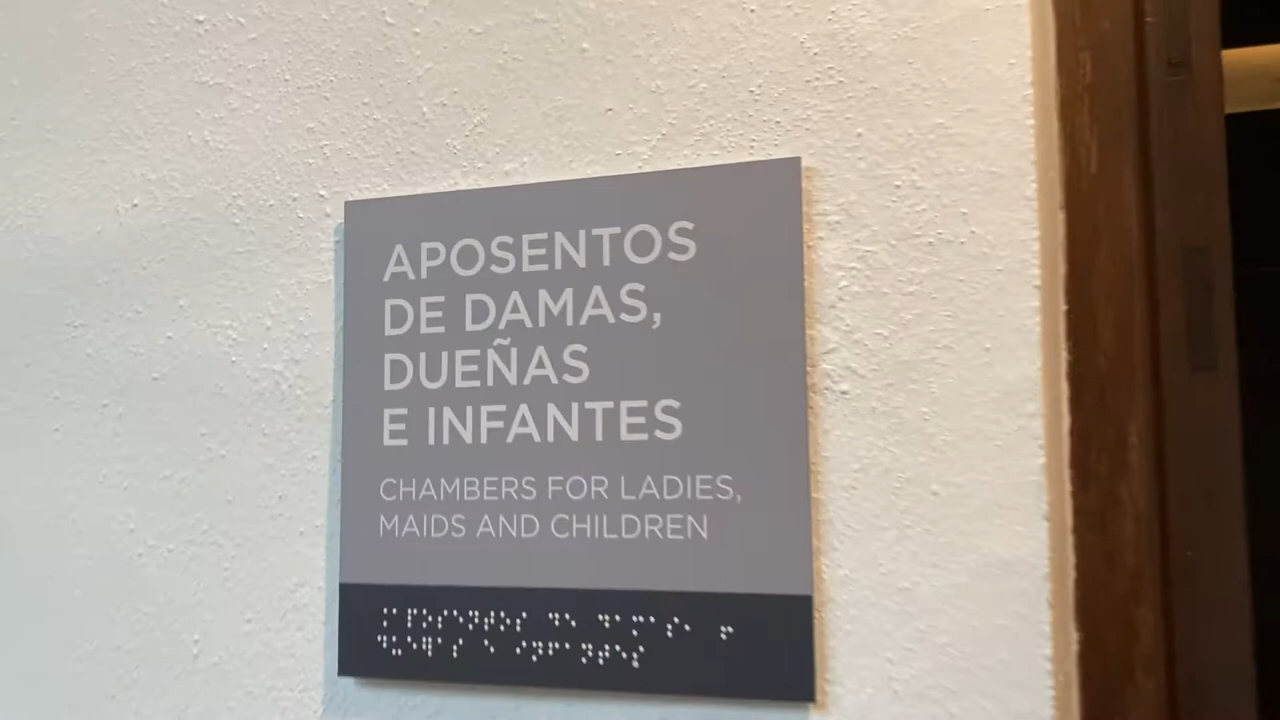 APOSENTOS
DE DAMAS,
DUEÑAS
E INFANTES
CHAMBERS FOR LADIES,
MAIDS AND CHILDREN